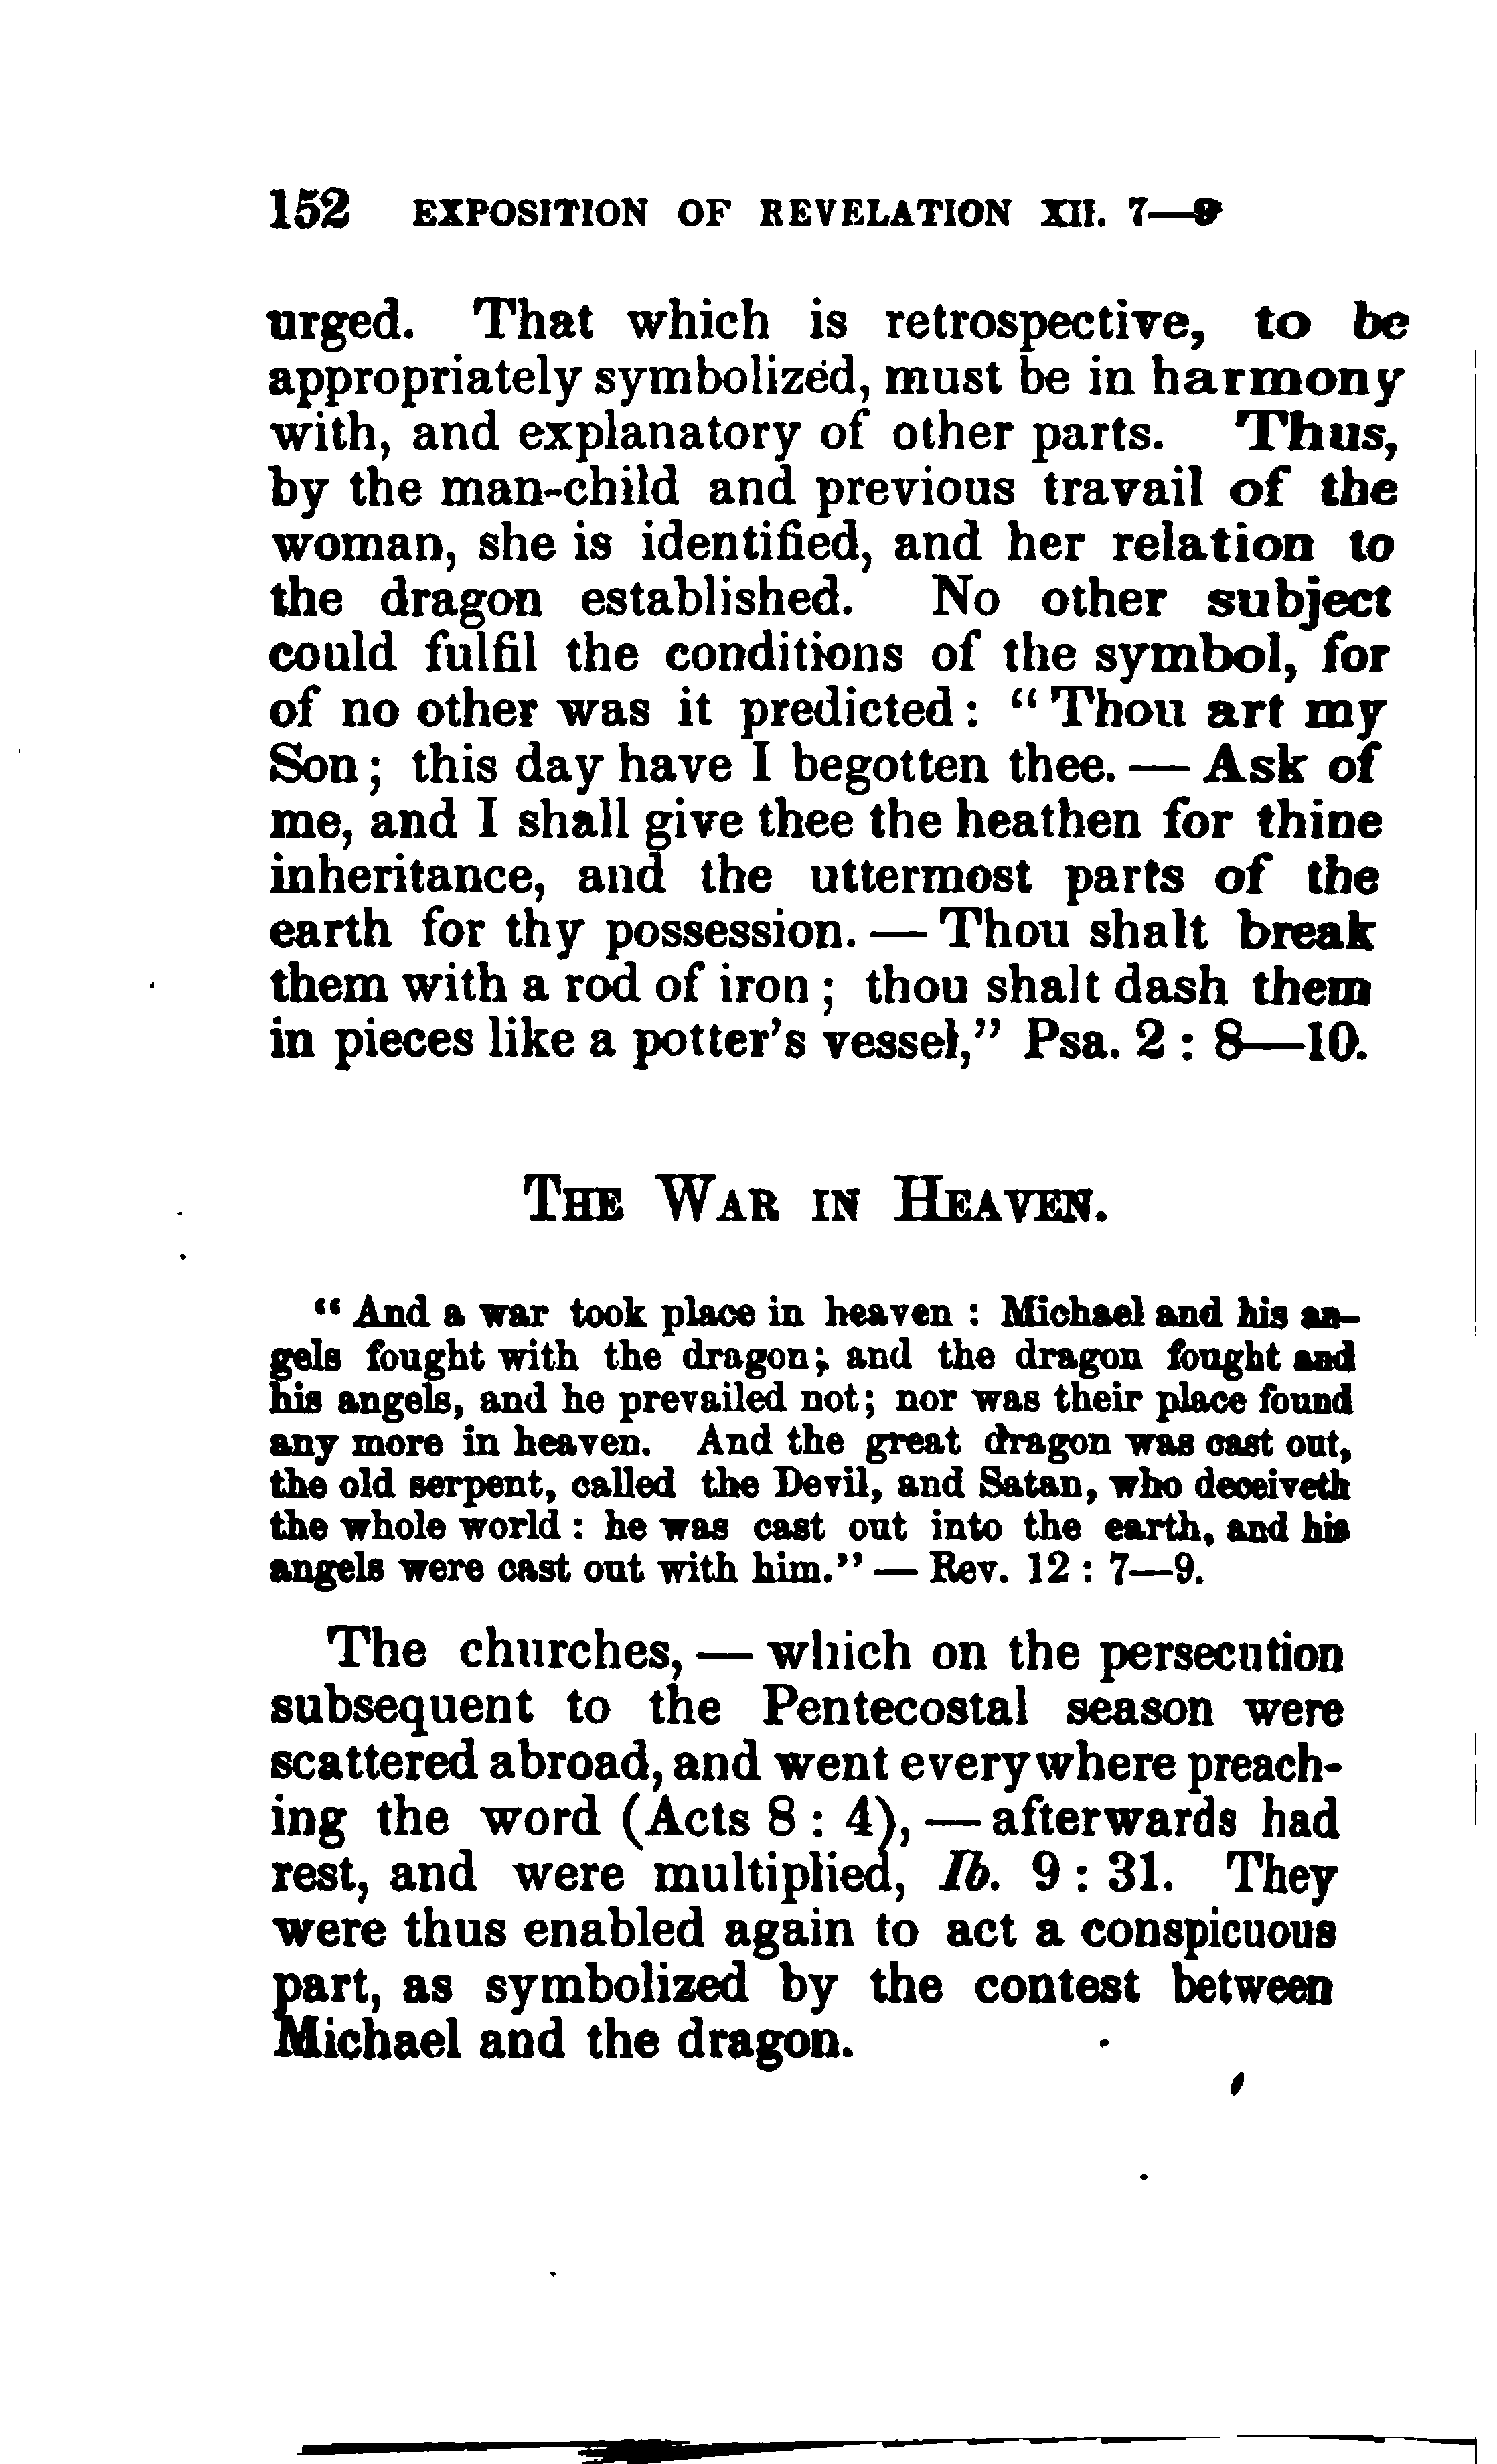 152 EXPOSITION OF REVELATION XII. 7—9
urged. That which is retrospective, to be
appropriately symbolized, must be in harmony
with, and explanatory of other parts. Thus,
by the man-child and previous travail of the
woman, she is identified, and her relation to
the dragon established. No other subject
could fulfil the conditions of the symbol, for
of no other was it predicted: “Thou art my
Son; this day have I begotten thee. — Ask of
me, and I shall give thee the heathen for thine
inheritance, and the uttermost parts of the
earth for thy possession. — Thou shalt break
them with a rod of iron; thou shalt dash them
in pieces like a potter's vessel,” Psa. 2 : 8—10.
THE WAR IN HEAVEN.
“And a war took place in heaven : Michael and his an-
gels fought with the dragon; and the dragon fought and
his angels, and he prevailed not; nor was their place found
any more in heaven. And the great dragon was cast out,
the old serpent, called the Devil, and Satan, who deceiveth
the whole world : he was cast out into the earth, and his
angels were cast out with him.” — Rev. 12 : 7—9.
The churches, — which on the persecution
subsequent to the Pentecostal season were
scattered abroad, and went everywhere preach-
ing the word (Acts 8 : 4), — afterwards had
rest, and were multiplied, Ib. 9 : 31. They
were thus enabled again to act a conspicuous
part, as symbolized by the contest between
Michael and the dragon.